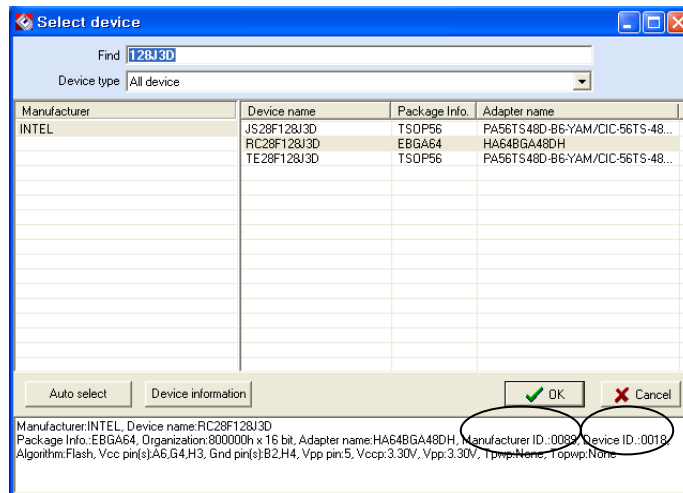 Select device
Find 128J3D
Device type All device
Manufacturer Device name Package Info. Adapter name
INTEL JS28F128J3D TSOP56 PA56TS48D-B6-YAM/CIC-56TS-48...
RC28F128J3D EBGA64 HA64BGA48DH
TE28F128J3D TSOP56 PA56TS48D-B6-YAM/CIC-56TS-48...
Auto select Device information OK Cancel
Manufacturer:INTEL, Device name:RC28F128J3D
Package Info.:EBGA64, Organization:800000h x 16 bit, Adapter name:HA64BGA48DH, Manufacturer ID.:0089, Device ID.:0018,
Algorithm:Flash, Vcc pin(s):A6,G4,H3, Gnd pin(s):B2,H4, Vpp pin:5, Vccp:3.30V, Vpp:3.30V, Tpwp:None, Topwp:None